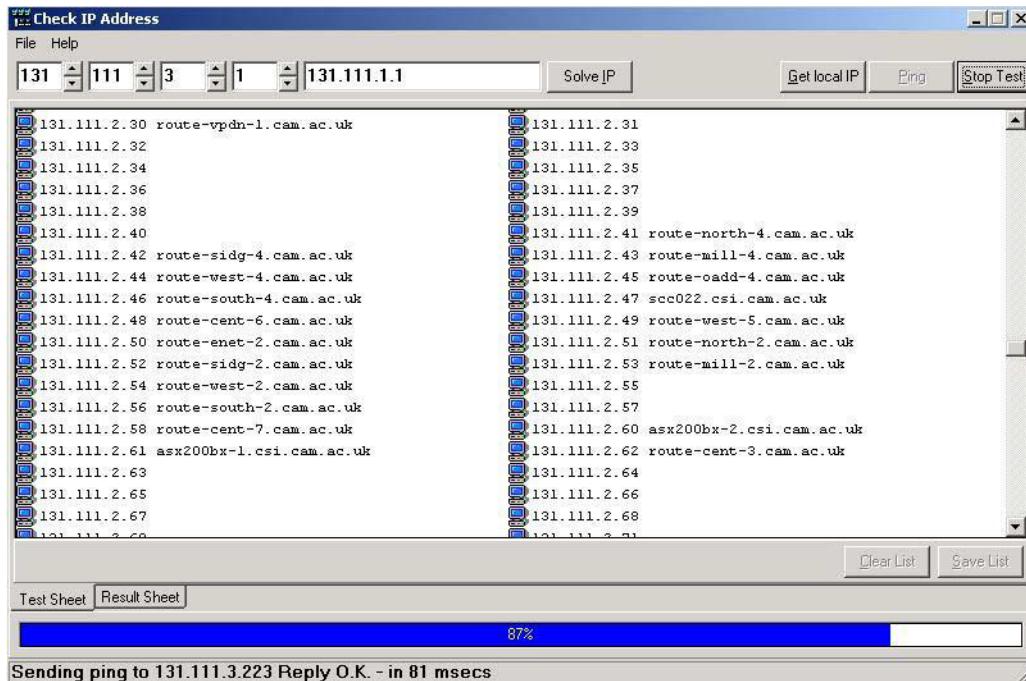 Check IP Address
File Help
131 111 3 1 131.111.1.1 Solve IP Get local IP Ping Stop Test
131.111.2.30 route-vpdn-1.cam.ac.uk 131.111.2.31
131.111.2.32 131.111.2.33
131.111.2.34 131.111.2.35
131.111.2.36 131.111.2.37
131.111.2.38 131.111.2.39
131.111.2.40 131.111.2.41 route-north-4.cam.ac.uk
131.111.2.42 route-sidg-4.cam.ac.uk 131.111.2.43 route-mill-4.cam.ac.uk
131.111.2.44 route-west-4.cam.ac.uk 131.111.2.45 route-oadd-4.cam.ac.uk
131.111.2.46 route-south-4.cam.ac.uk 131.111.2.47 scc022.csi.cam.ac.uk
131.111.2.48 route-cent-6.cam.ac.uk 131.111.2.49 route-west-5.cam.ac.uk
131.111.2.50 route-enet-2.cam.ac.uk 131.111.2.51 route-north-2.cam.ac.uk
131.111.2.52 route-sidg-2.cam.ac.uk 131.111.2.53 route-mill-2.cam.ac.uk
131.111.2.54 route-west-2.cam.ac.uk 131.111.2.55
131.111.2.56 route-south-2.cam.ac.uk 131.111.2.57
131.111.2.58 route-cent-7.cam.ac.uk 131.111.2.60 asx200bx-2.csi.cam.ac.uk
131.111.2.61 asx200bx-1.csi.cam.ac.uk 131.111.2.62 route-cent-3.cam.ac.uk
131.111.2.63 131.111.2.64
131.111.2.65 131.111.2.66
131.111.2.67 131.111.2.68
Clear List Save List
Test Sheet Result Sheet
87%
Sending ping to 131.111.3.223 Reply O.K. - in 81 msecs